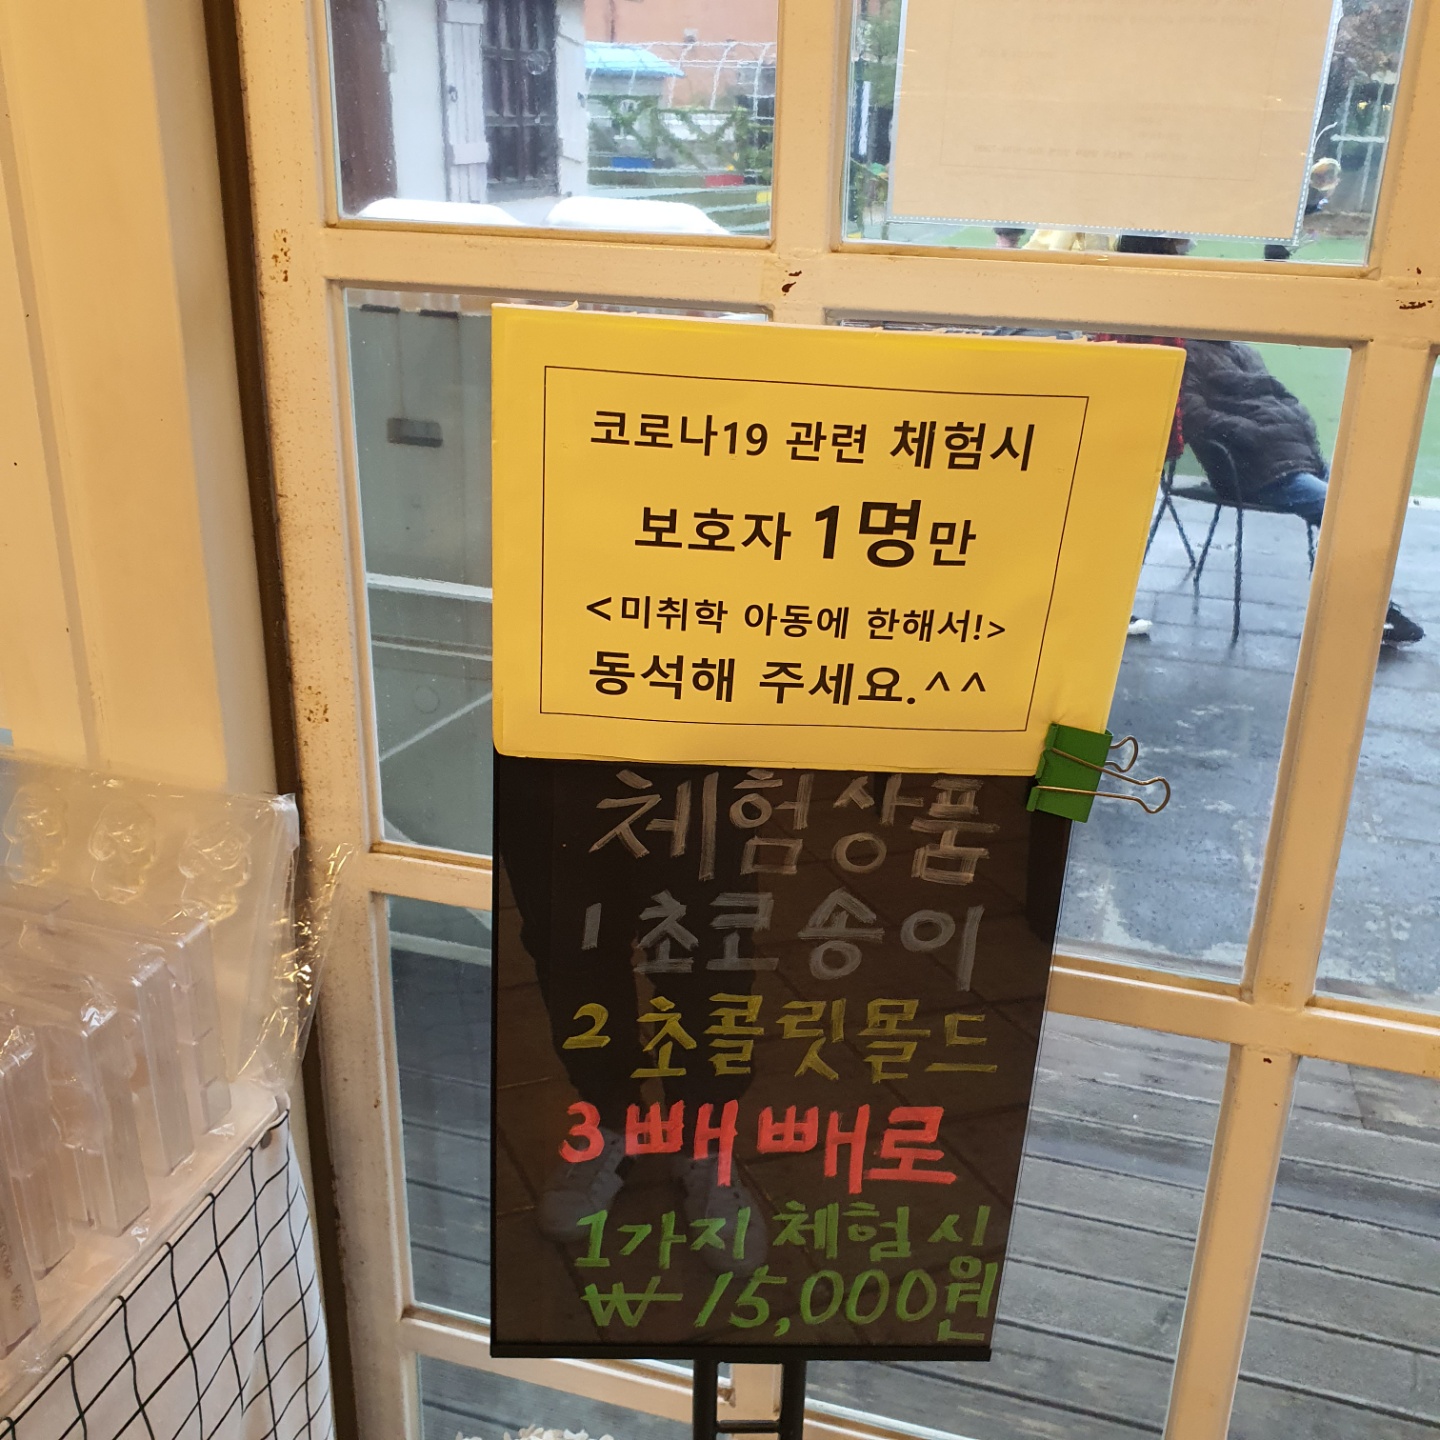 코로나19 관련 체험시
보호자 1명만
<미취학 아동에 한해서!>
동석해 주세요.^^
체험상품
1 초코송이
2 초콜릿몰드
3 빼빼로
1가지 체험시
₩15,000원